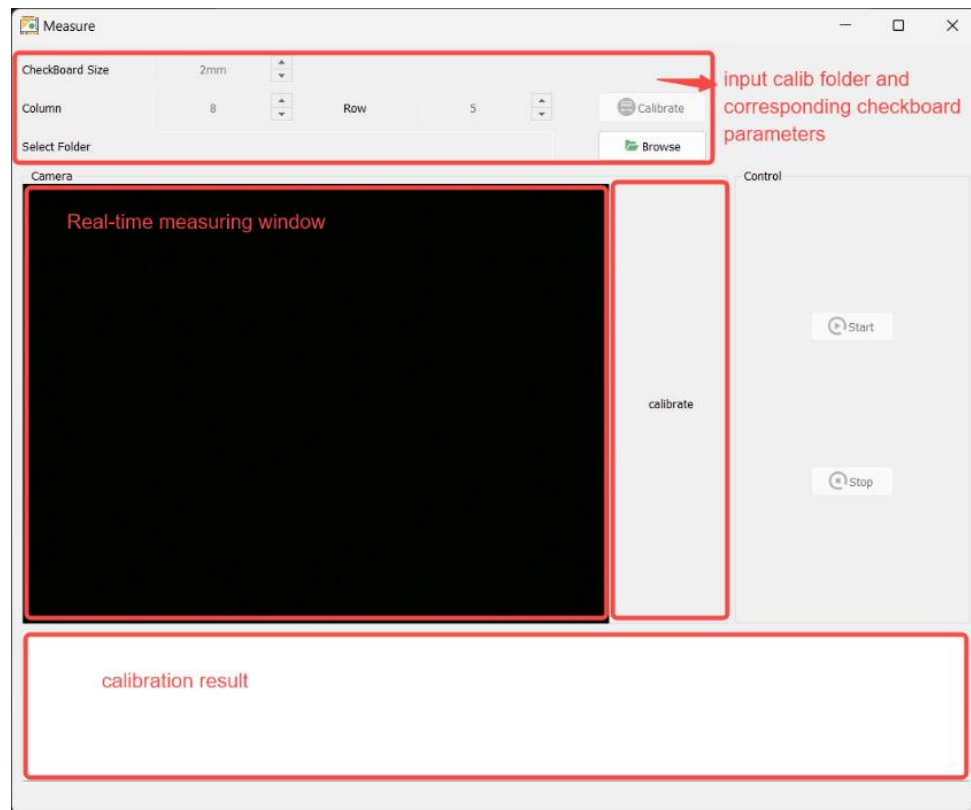 Measure
CheckBoard Size 2mm
Column 8 Row 5 Calibrate
Select Folder Browse
input calib folder and
corresponding checkboard
parameters
Camera
Control
Real-time measuring window
Start
calibrate
Stop
calibration result